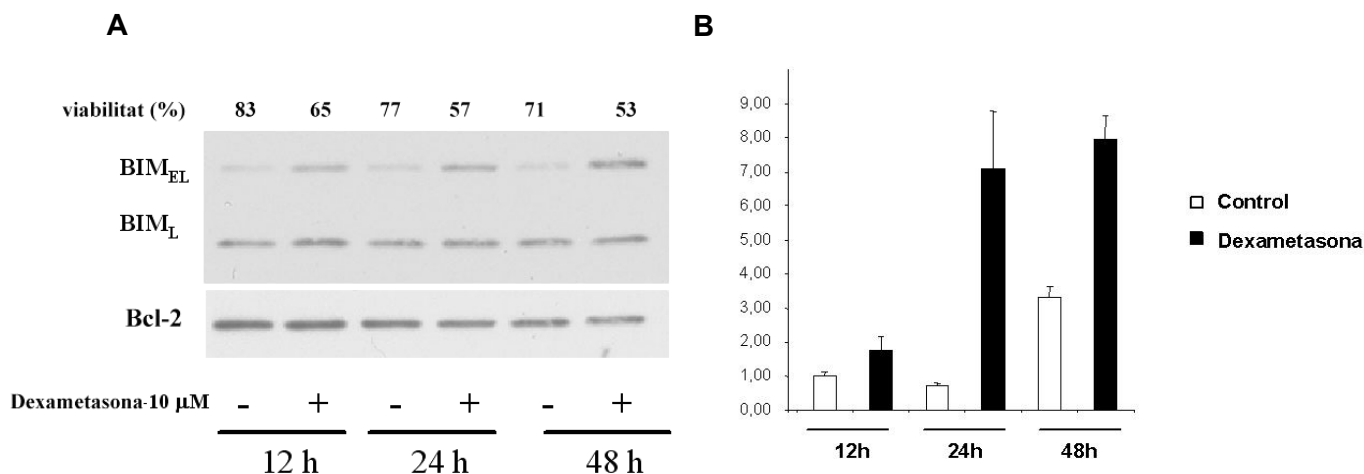 A
viabilitat (%) 83 65 77 57 71 53
BIM_EL
BIM_L
Bcl-2
Dexametasona-10 μM - + - + - +
12 h 24 h 48 h
B
9,00
8,00
7,00
6,00
5,00
4,00
3,00
2,00
1,00
0,00
12h 24h 48h
Control
Dexametasona